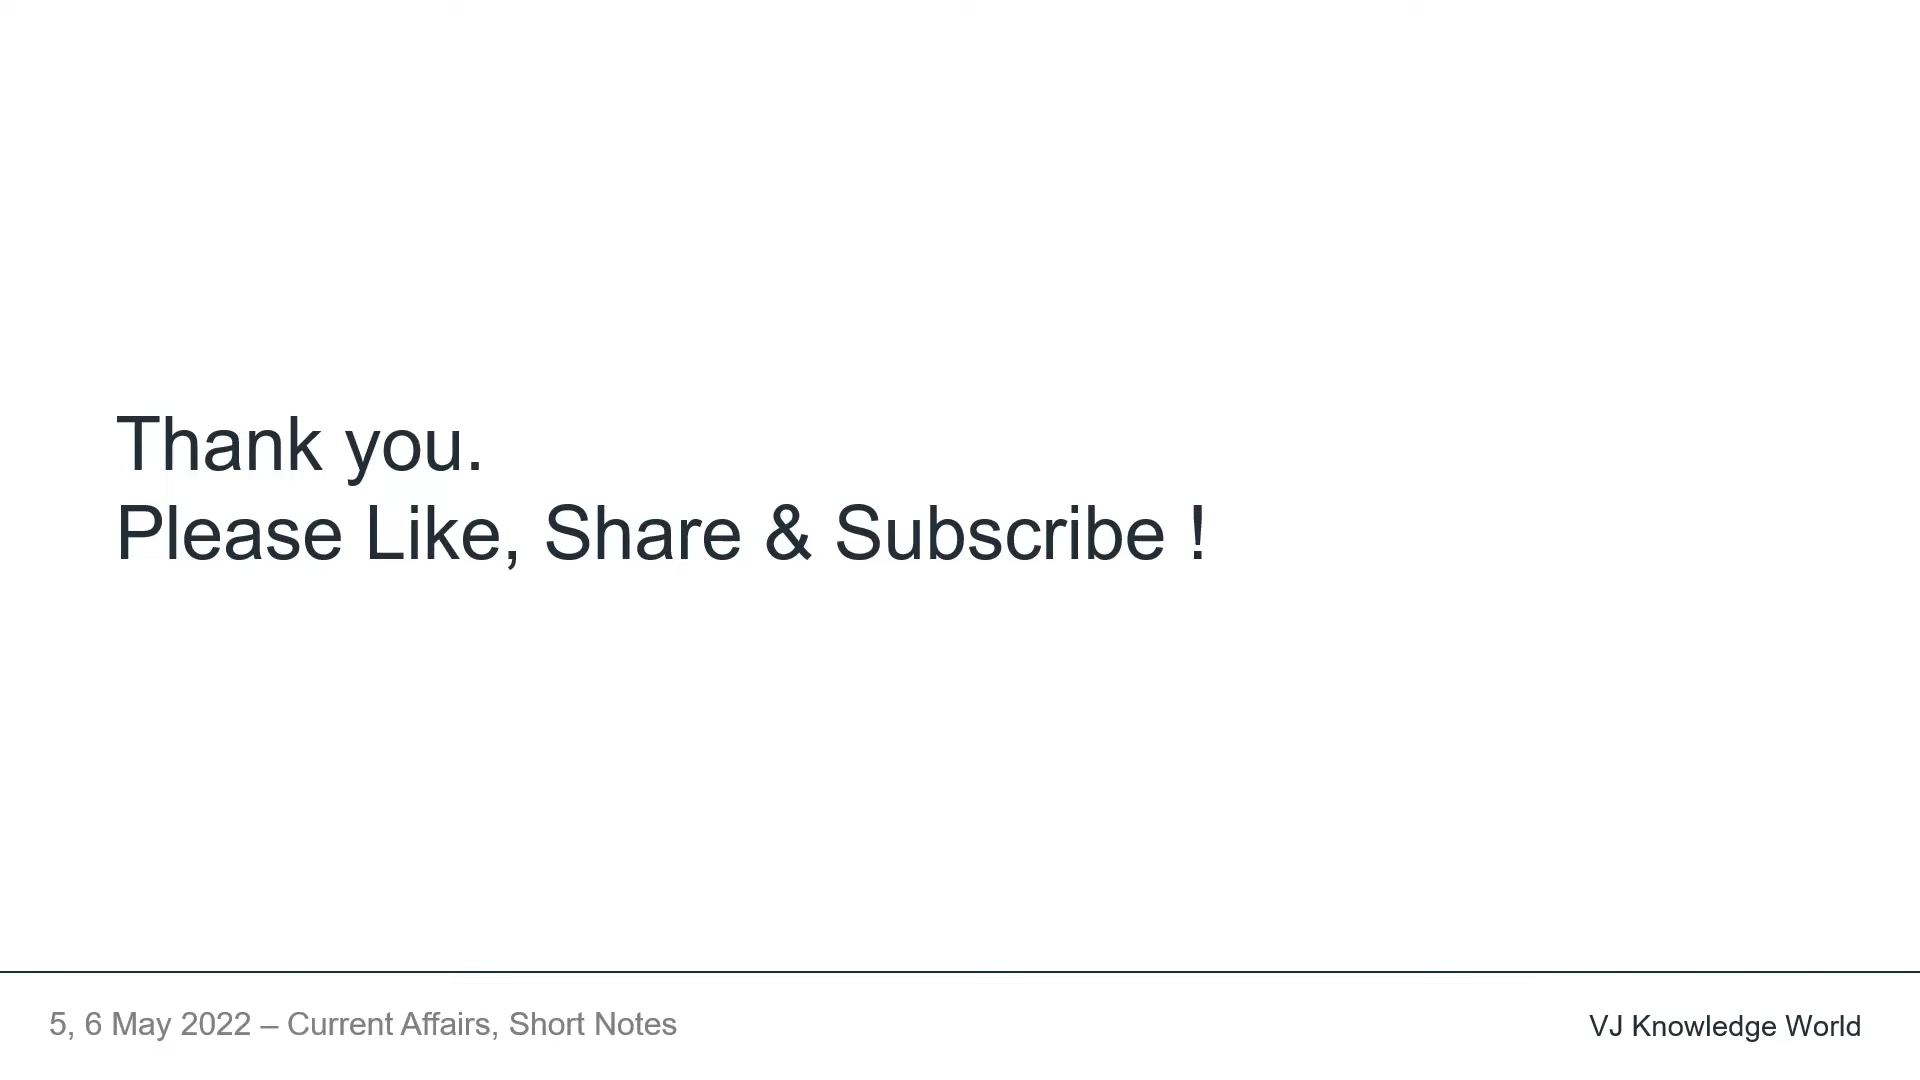 Thank you.
Please Like, Share & Subscribe !
5, 6 May 2022 – Current Affairs, Short Notes
VJ Knowledge World